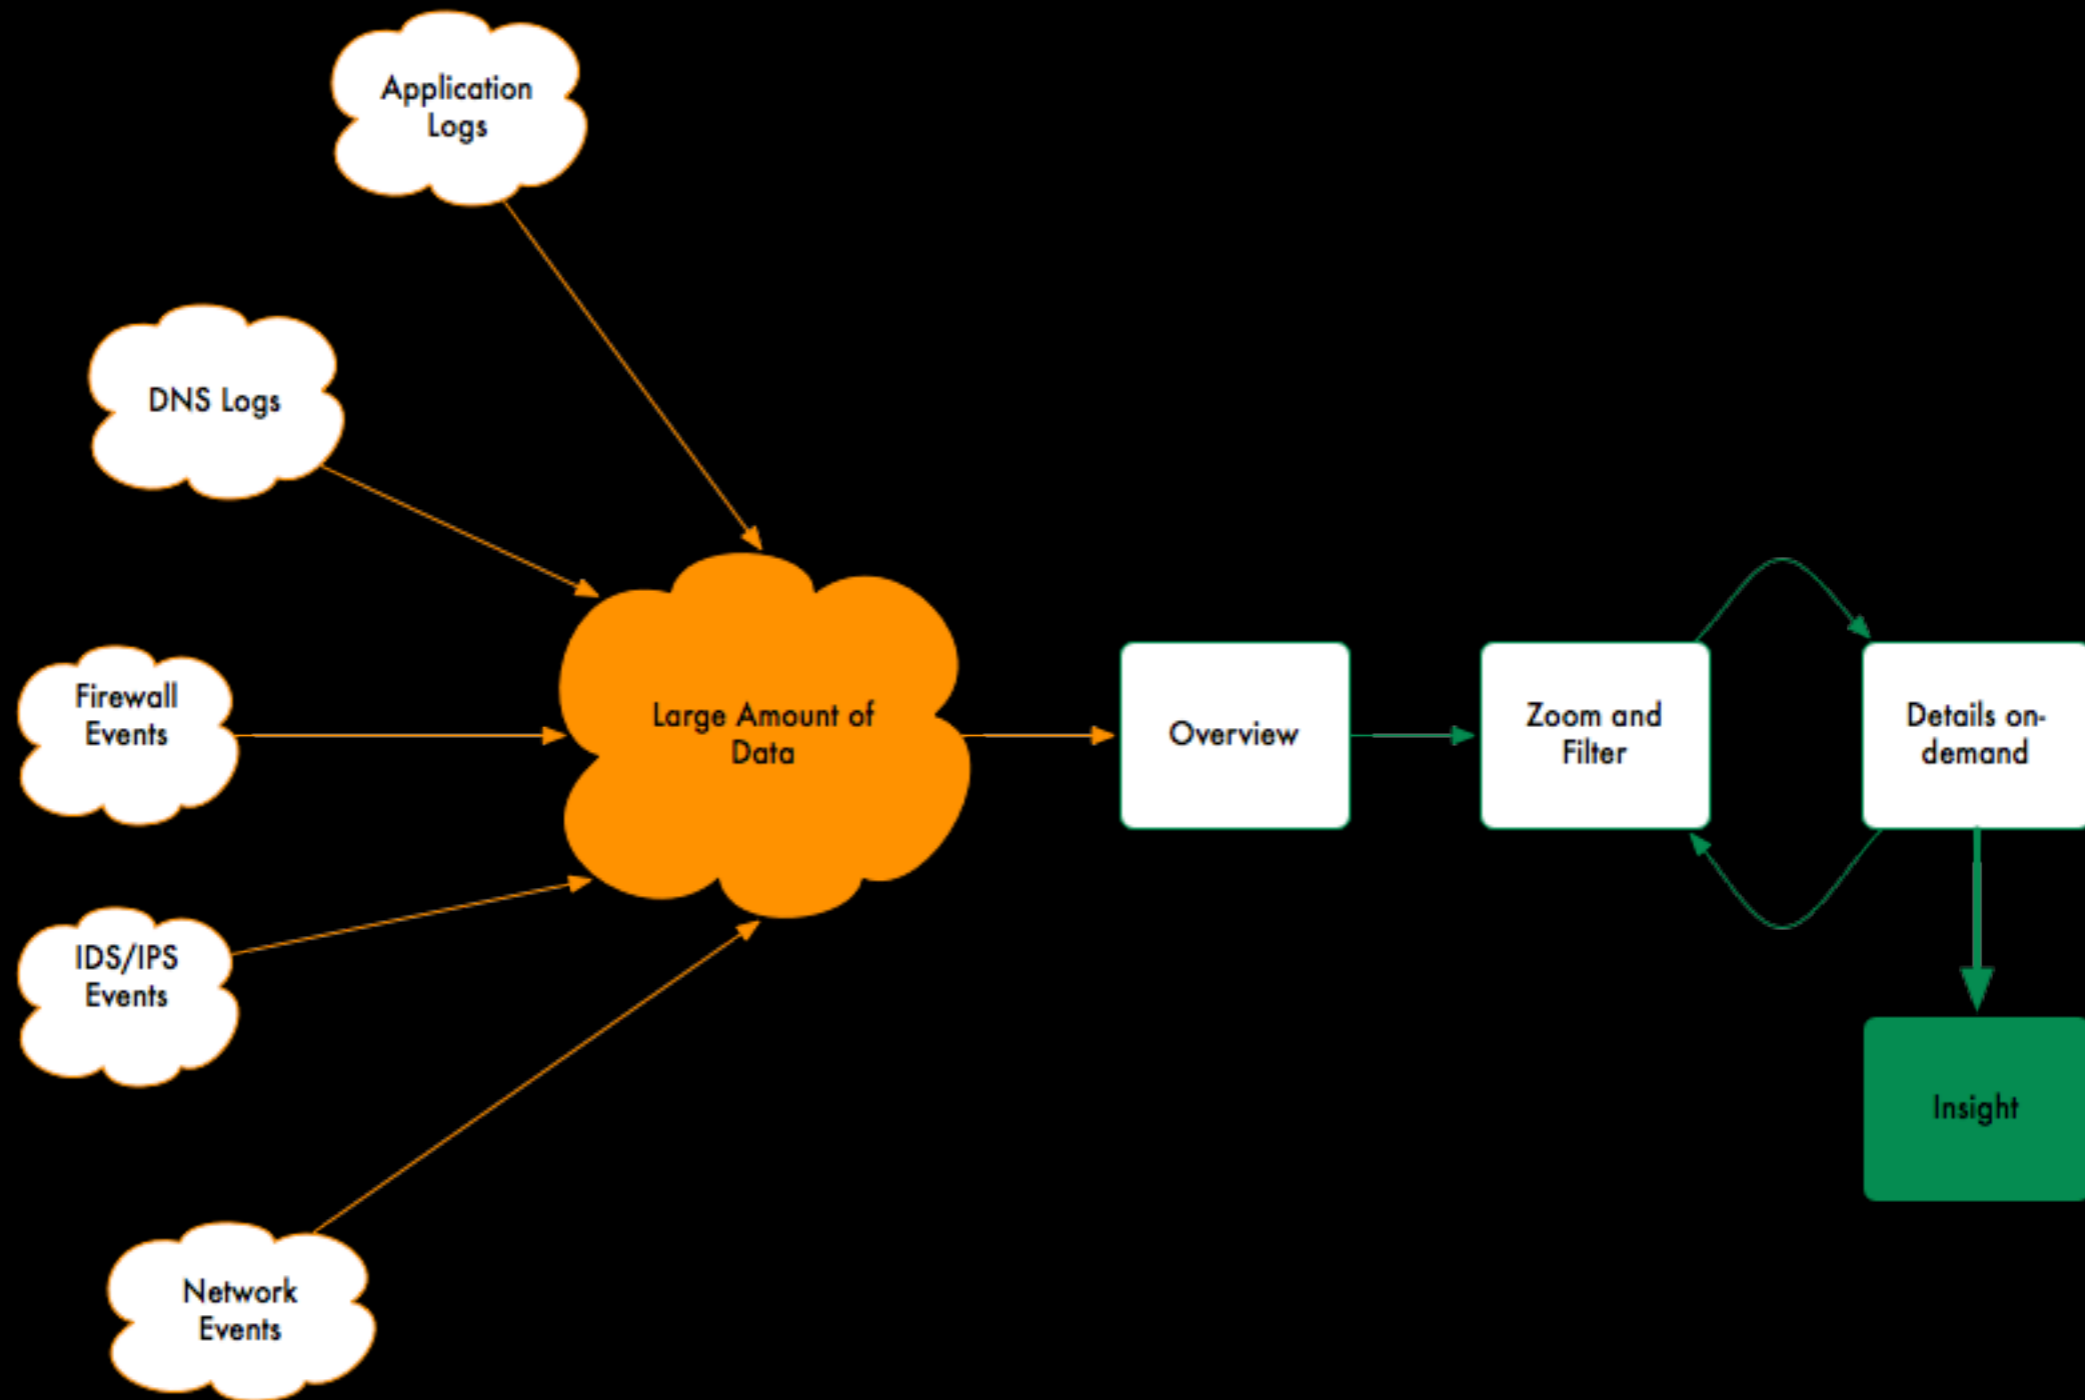 Application
Logs
DNS Logs
Firewall
Events
Large Amount of
Data
Overview
Zoom and
Filter
Details on-
demand
IDS/IPS
Events
Insight
Network
Events